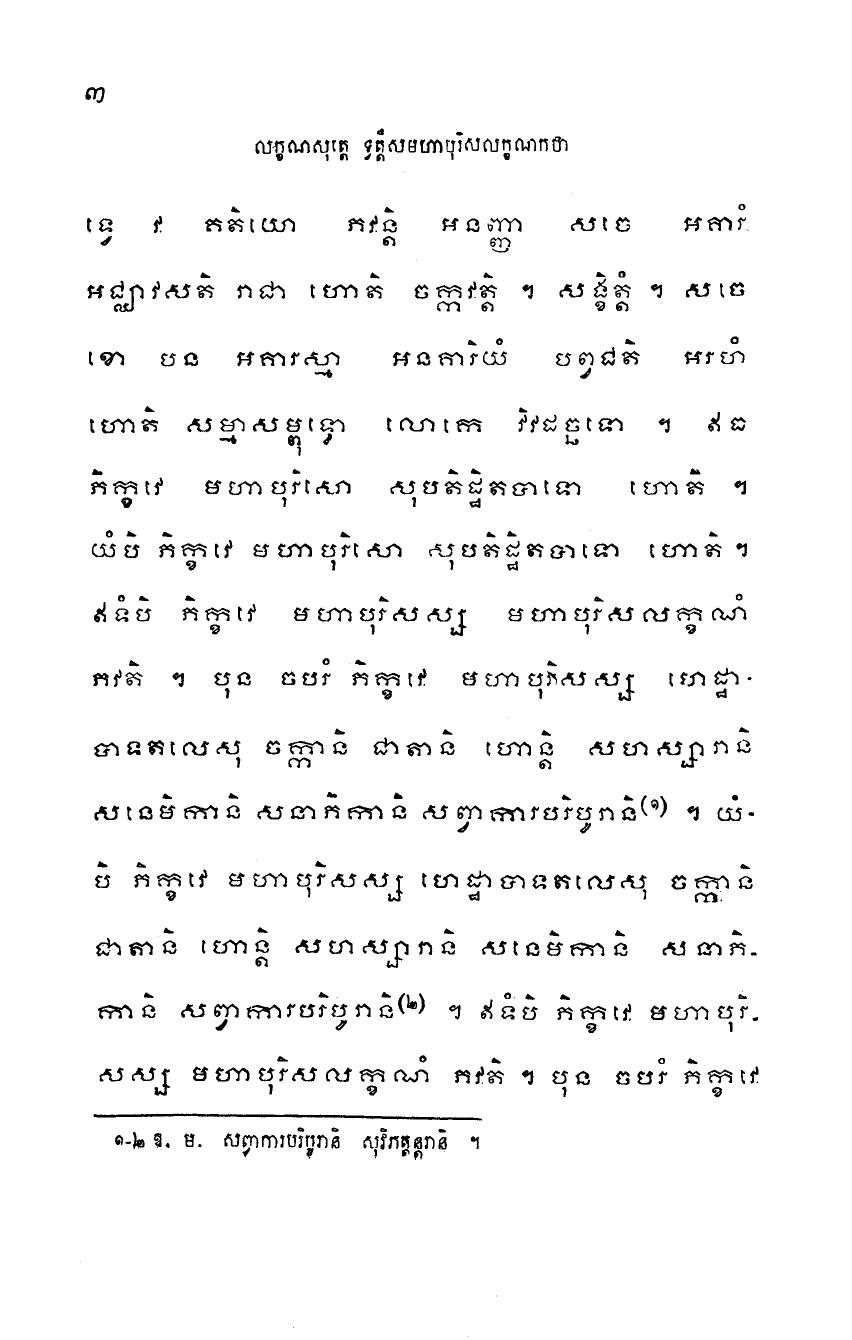 ៣
លក្ខណសុត្តេ ទ្វត្តឹសមហាបុរិសលក្ខណកថា
ទ្វេ វ គតិយោ ភវន្តិ អនញ្ញា សចេ អគារំ
អជ្ឈាវសតិ រាជា ហោតិ ចក្កវត្តិ ។ សង្ខិត្តំ ។ សចេ
ខោ បន អគារស្មា អនគារិយំ បព្វជតិ អរហំ
ហោតិ សម្មាសម្ពុទ្ធោ លោកេ វិវដច្ឆទោ ។ ឥធ
ភិក្ខវេ មហាបុរិសោ សុបតិដ្ឋិតបាទោ ហោតិ ។
យំបិ ភិក្ខវេ មហាបុរិសោ សុបតិដ្ឋិតបាទោ ហោតិ ។
ឥទំបិ ភិក្ខវេ មហាបុរិសស្ស មហាបុរិសលក្ខណំ
ភវតិ ។ បុន ចបរំ ភិក្ខវេ មហាបុរិសស្ស ហេដ្ឋា-
បាទតលេសុ ចក្កានិ ជាតានិ ហោន្តិ សហស្សារានិ
សនេមិកានិ សនាភិកានិ សព្វាការបរិបូរានិ(១) ។ យំ-
បិ ភិក្ខវេ មហាបុរិសស្ស ហេដ្ឋាបាទតលេសុ ចក្កានិ
ជាតានិ ហោន្តិ សហស្សារានិ សនេមិកានិ សនាភិ-
កានិ សព្វាការបរិបូរានិ(២) ។ ឥទំបិ ភិក្ខវេ មហាបុរិ-
សស្ស មហាបុរិសលក្ខណំ ភវតិ ។ បុន ចបរំ ភិក្ខវេ
១-២ ឱ. ម. សព្វាការបរិបូរានិ សុវិភត្តន្តរានិ ។